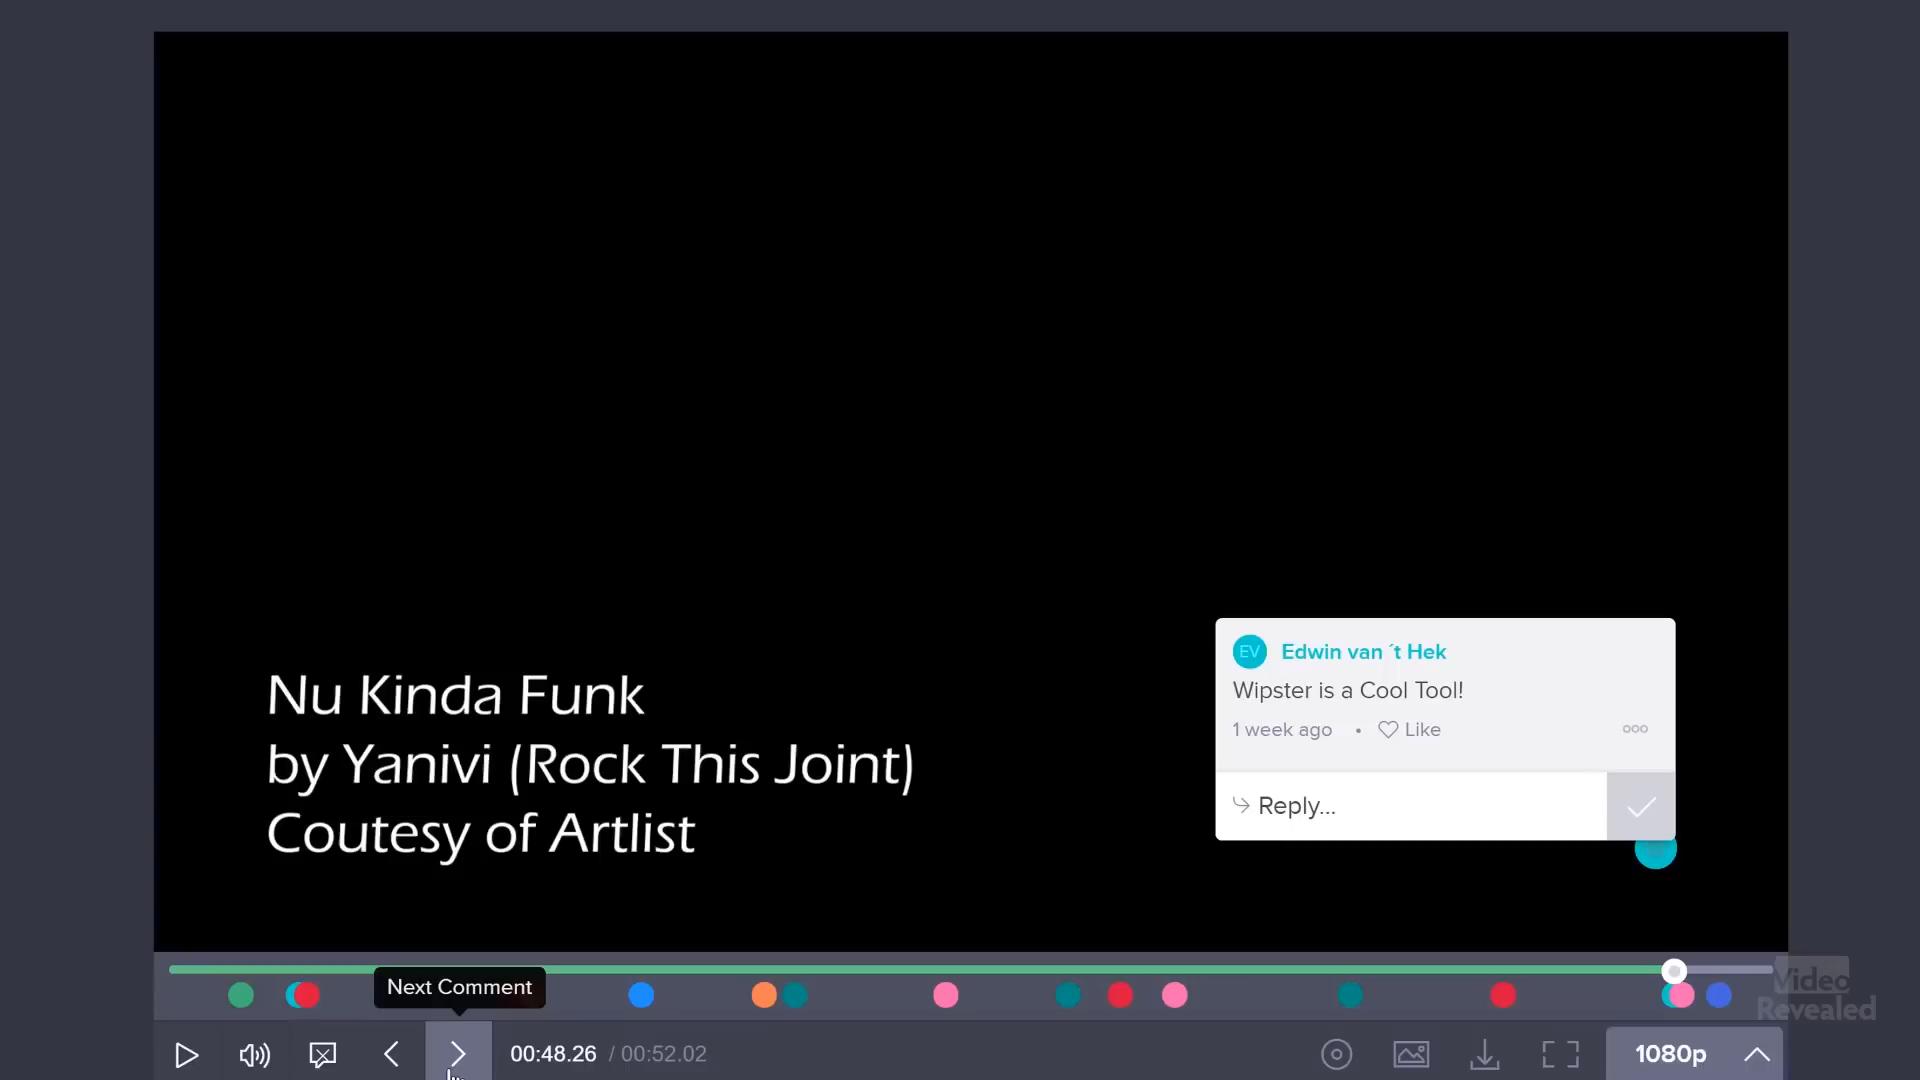 EV Edwin van ´t Hek
Wipster is a Cool Tool!
1 week ago • Like
Nu Kinda Funk
by Yanivi (Rock This Joint)
Coutesy of Artlist
Reply...
Next Comment
Video
Revealed
00:48.26 / 00:52.02
1080p